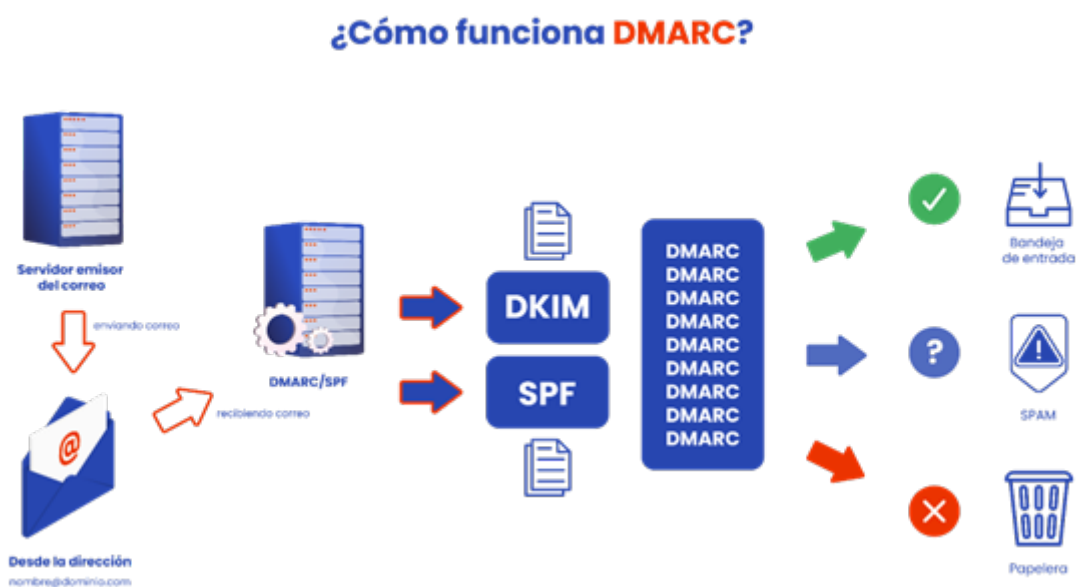 ¿Cómo funciona DMARC?
Servidor emisor
del correo
enviando correo
@
Desde la dirección
nombre@dominio.com
recibiendo correo
DMARC/SPF
DKIM
SPF
DMARC
DMARC
DMARC
DMARC
DMARC
DMARC
DMARC
DMARC
DMARC
Bandeja
de entrada
?
!
SPAM
Papelera